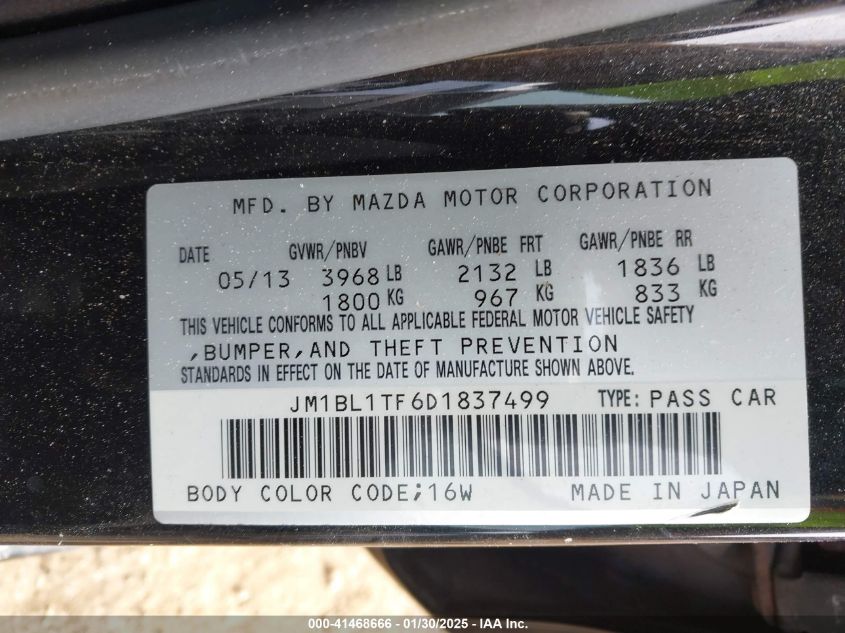 MFD. BY MAZDA MOTOR CORPORATION
DATE GVWR/PNBV GAWR/PNBE FRT GAWR/PNBE RR
05/13 3968 LB 2132 LB 1836 LB
1800 KG 967 KG 833 KG
THIS VEHICLE CONFORMS TO ALL APPLICABLE FEDERAL MOTOR VEHICLE SAFETY
,BUMPER,AND THEFT PREVENTION
STANDARDS IN EFFECT ON THE DATE OF MANUFACTURE SHOWN ABOVE.
JM1BL1TF6D1837499 TYPE: PASS CAR
BODY COLOR CODE;16W MADE IN JAPAN
000-41468666 - 01/30/2025 - IAA Inc.